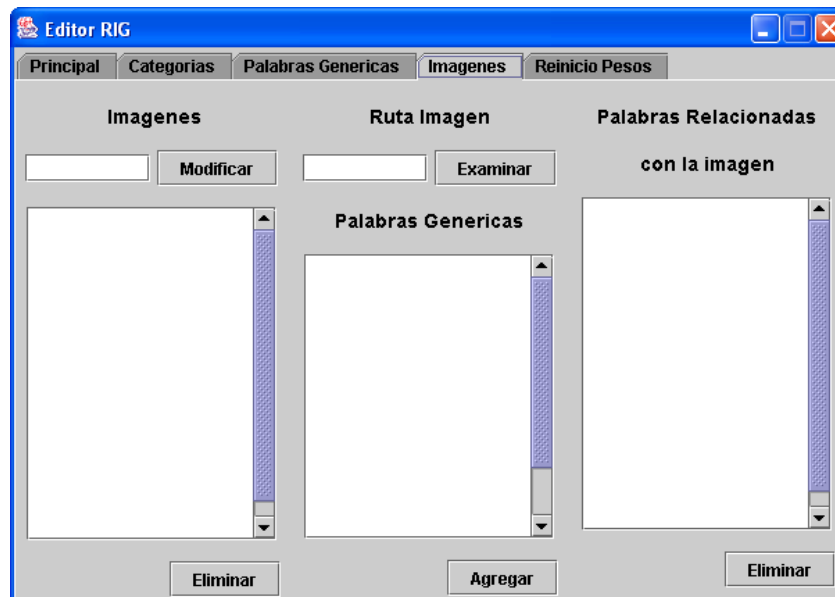 Editor RIG
Principal
Categorias
Palabras Genericas
Imagenes
Reinicio Pesos
Imagenes
Modificar
Eliminar
Ruta Imagen
Examinar
Palabras Genericas
Agregar
Palabras Relacionadas
con la imagen
Eliminar